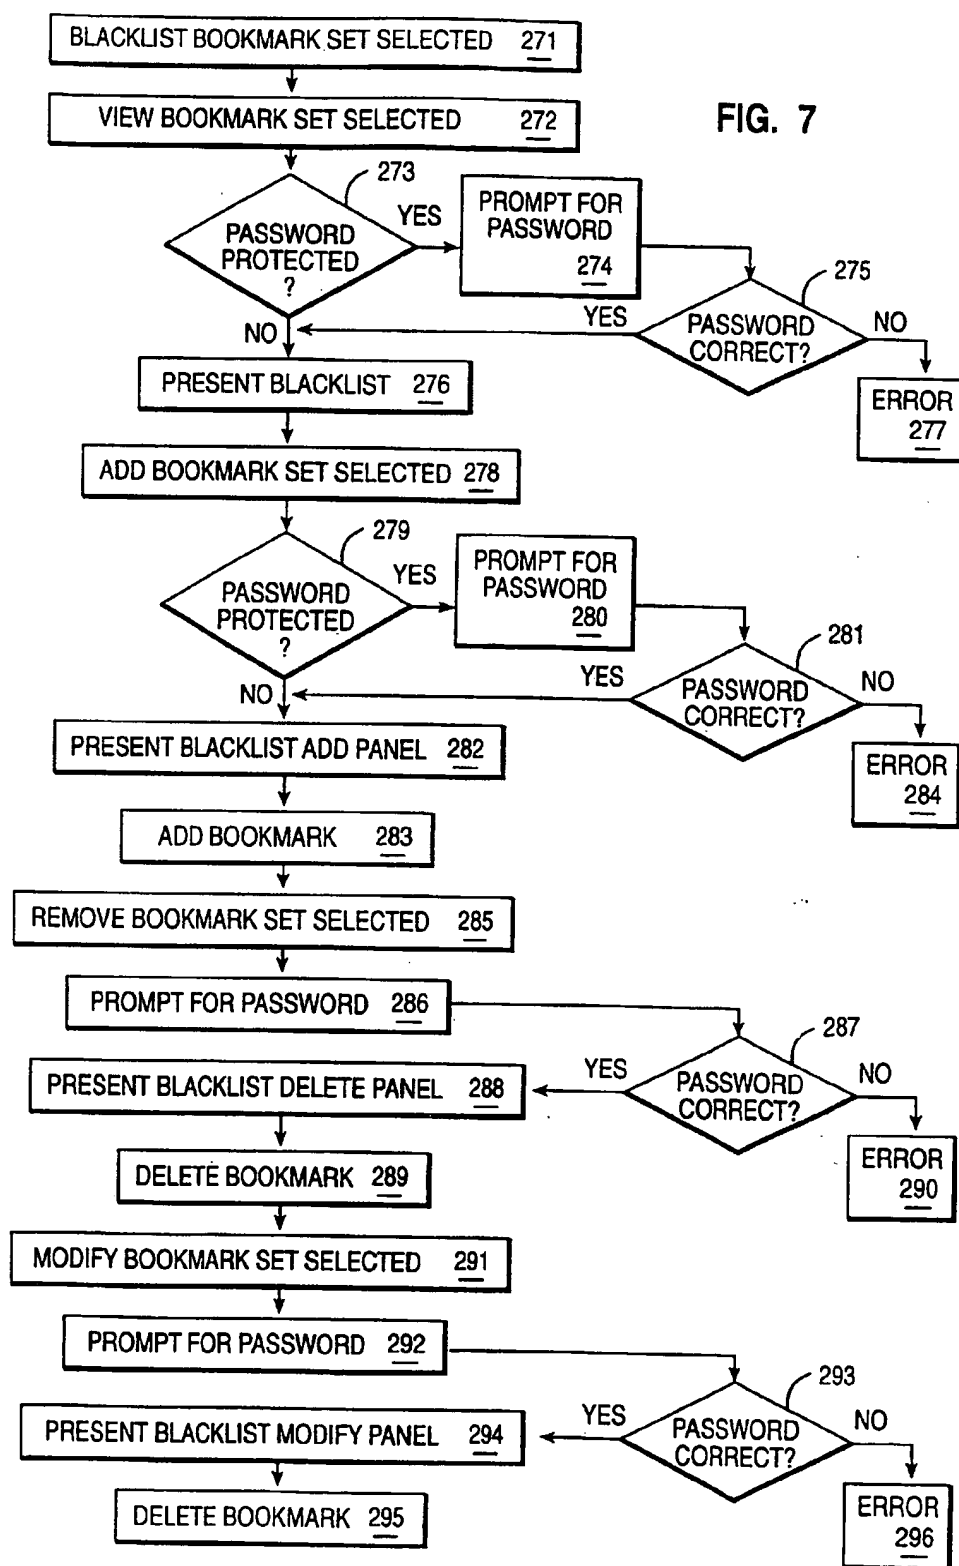 BLACKLIST BOOKMARK SET SELECTED 271
VIEW BOOKMARK SET SELECTED 272
FIG. 7
273
PASSWORD
PROTECTED
?
YES
PROMPT FOR
PASSWORD
274
275
PASSWORD
CORRECT?
YES
NO
NO
ERROR
277
PRESENT BLACKLIST 276
ADD BOOKMARK SET SELECTED 278
279
PASSWORD
PROTECTED
?
YES
PROMPT FOR
PASSWORD
280
281
PASSWORD
CORRECT?
YES
NO
NO
ERROR
284
PRESENT BLACKLIST ADD PANEL 282
ADD BOOKMARK 283
REMOVE BOOKMARK SET SELECTED 285
PROMPT FOR PASSWORD 286
287
PASSWORD
CORRECT?
YES
NO
PRESENT BLACKLIST DELETE PANEL 288
ERROR
290
DELETE BOOKMARK 289
MODIFY BOOKMARK SET SELECTED 291
PROMPT FOR PASSWORD 292
293
PASSWORD
CORRECT?
YES
NO
PRESENT BLACKLIST MODIFY PANEL 294
ERROR
296
DELETE BOOKMARK 295